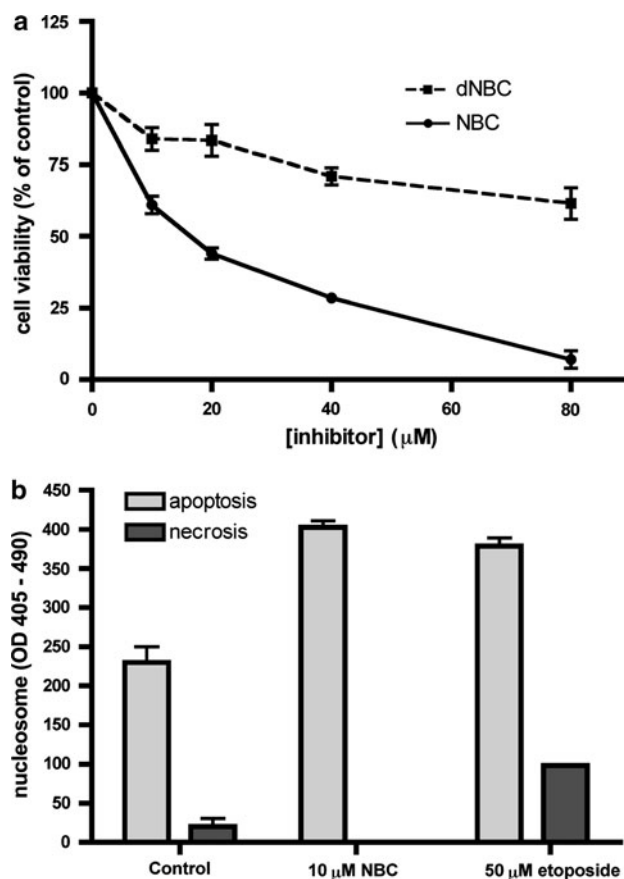 a
125
100
75
50
25
0
cell viability (% of control)
dNBC
NBC
0 20 40 60 80
[inhibitor] (µM)
b
450
400
350
300
250
200
150
100
50
0
nucleosome (OD 405 - 490)
apoptosis
necrosis
Control 10 µM NBC 50 µM etoposide